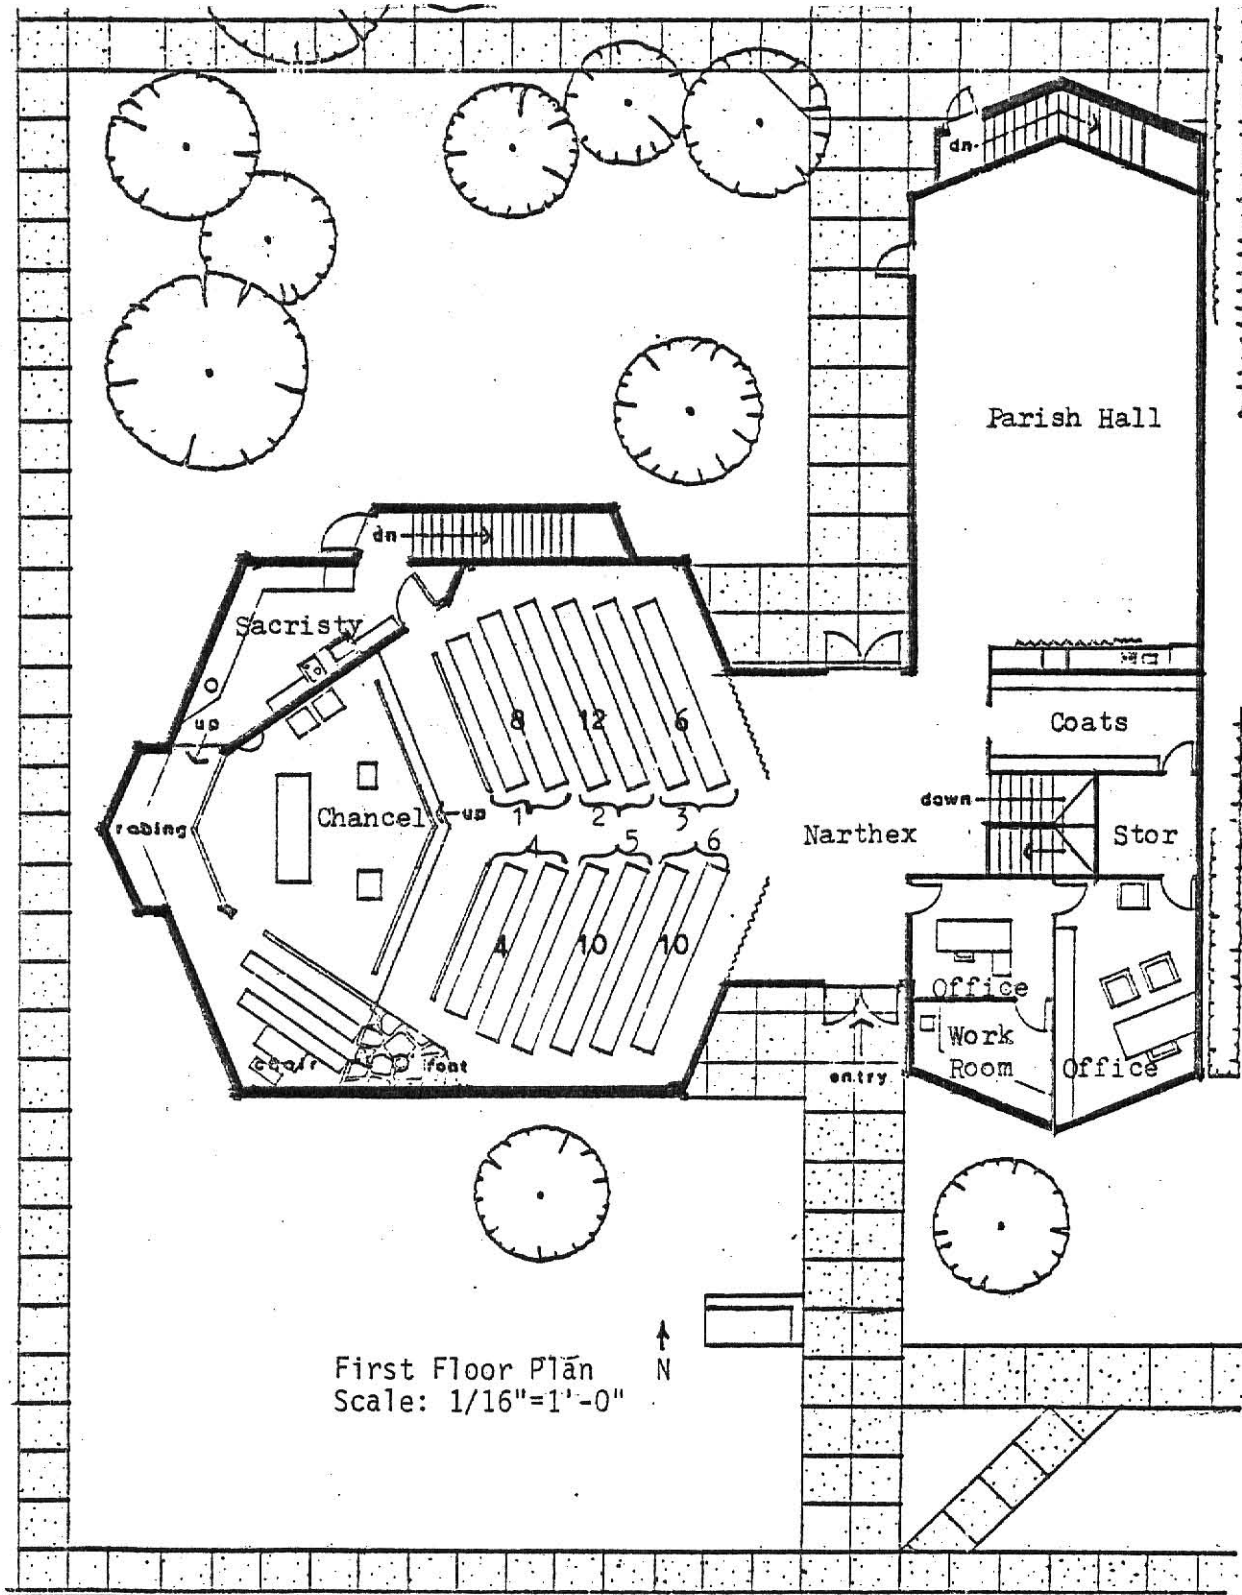 dn
Parish Hall
dn
Sacristy
up
Coats
8 12 6
down
Chancel
up
1 2 3
robing
Narthex
Stor
4 5 6
4 10 10
Office
Work
Room
Office
choir
font
entry
First Floor Plan
N
Scale: 1/16"=1'-0"